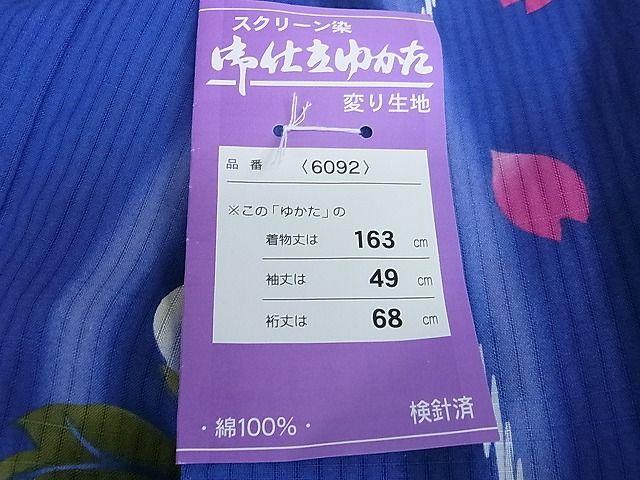 スクリーン染
御仕立ゆかた
変り生地
品 番 〈6092〉
※この「ゆかた」の
着物丈は 163 cm
袖丈は 49 cm
裄丈は 68 cm
・綿100%・ 検針済